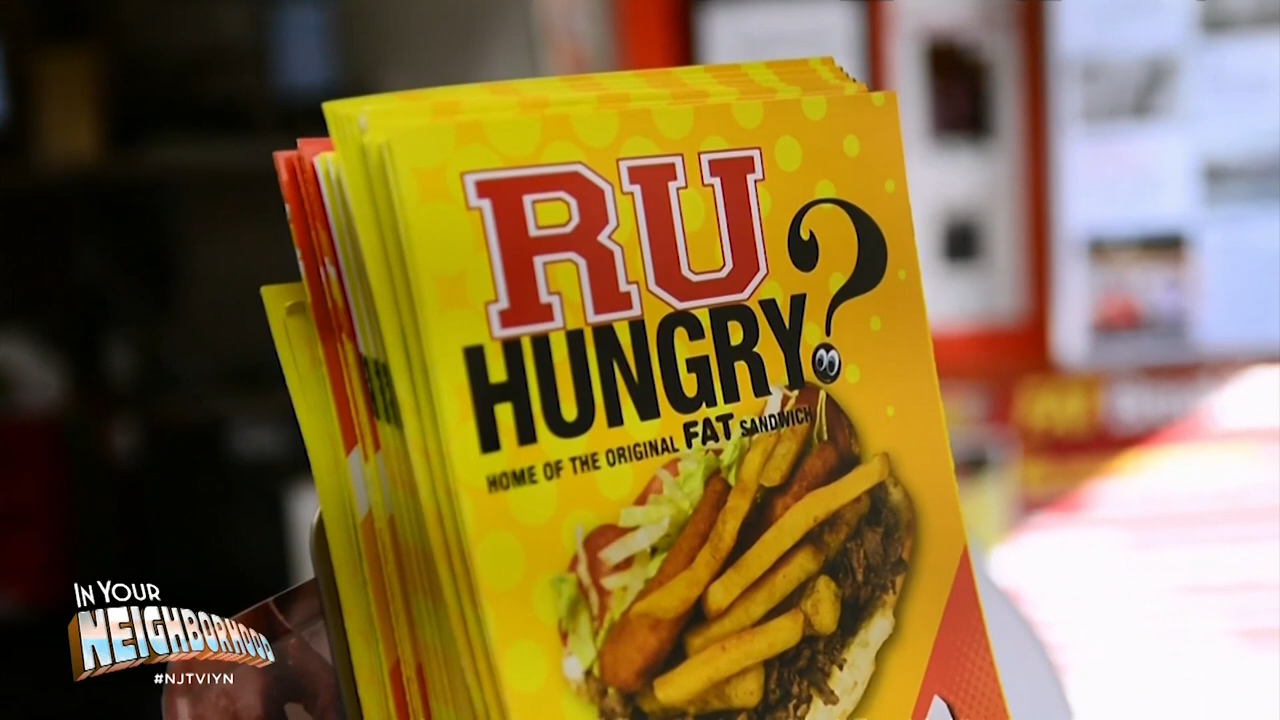 RU
HUNGRY?
HOME OF THE ORIGINAL FAT SANDWICH
IN YOUR
NEIGHBORHOOD
#NJTVIYN